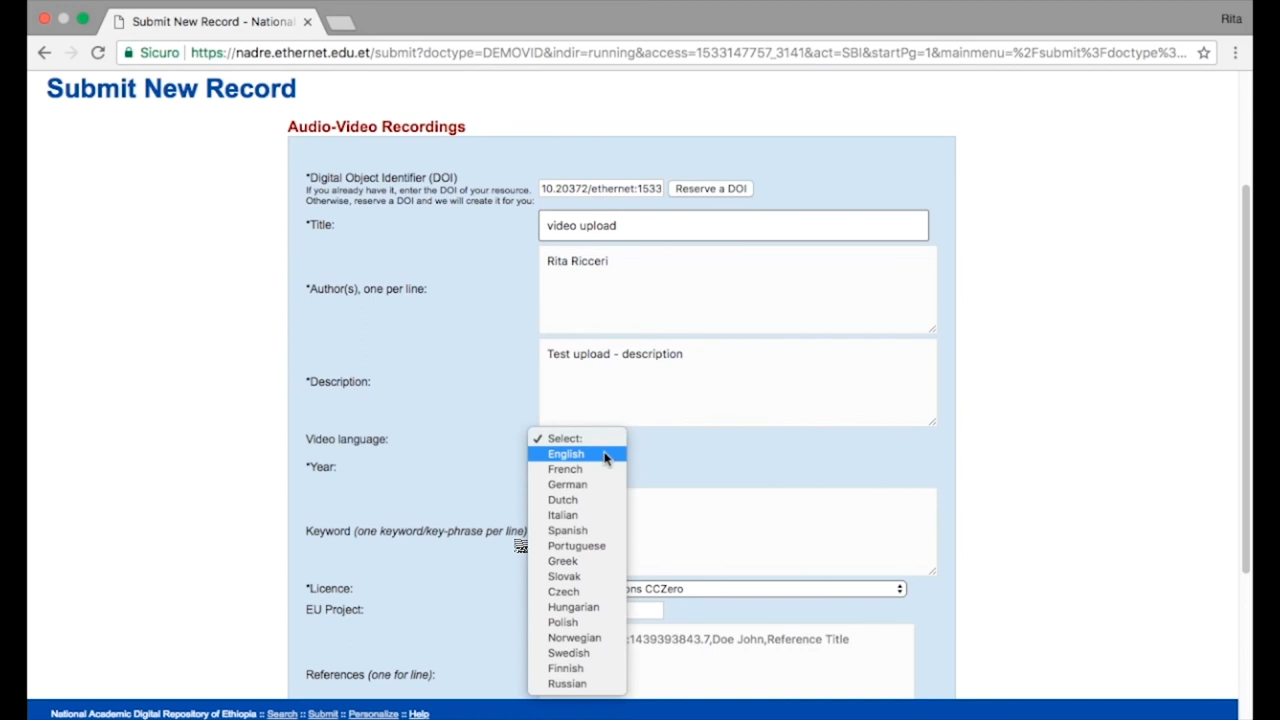 Submit New Record - National
Rita
Sicuro
https://nadre.ethernet.edu.et/submit?doctype=DEMOVID&indir=running&access=1533147757_3141&act=SBI&startPg=1&mainmenu=%2Fsubmit%3Fdoctype%3...
Submit New Record
Audio-Video Recordings
*Digital Object Identifier (DOI)
If you already have it, enter the DOI of your resource.
Otherwise, reserve a DOI and we will create it for you:
10.20372/ethernet:1533
Reserve a DOI
*Title:
video upload
*Author(s), one per line:
Rita Ricceri
*Description:
Test upload - description
Video language:
✓ Select:
English
French
German
Dutch
Italian
Spanish
Portuguese
Greek
Slovak
Czech
Hungarian
Polish
Norwegian
Swedish
Finnish
Russian
*Year:
Keyword (one keyword/key-phrase per line)
*Licence:
ons CCZero
EU Project:
References (one for line):
:1439393843.7,Doe John,Reference Title
National Academic Digital Repository of Ethiopia :: Search :: Submit :: Personalize :: Help